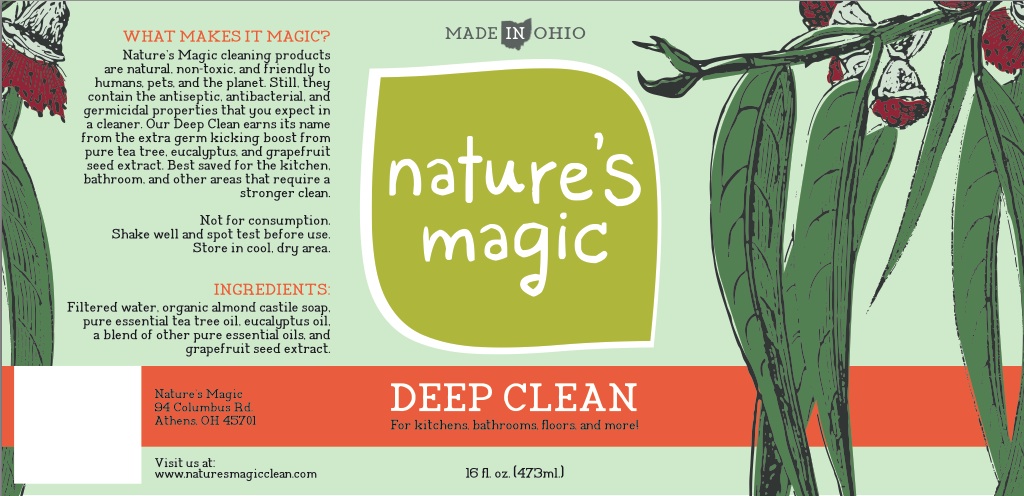 WHAT MAKES IT MAGIC?
Nature's Magic cleaning products
are natural, non-toxic, and friendly to
humans, pets, and the planet. Still, they
contain the antiseptic, antibacterial, and
germicidal properties that you expect in
a cleaner. Our Deep Clean earns its name
from the extra germ kicking boost from
pure tea tree, eucalyptus, and grapefruit
seed extract. Best saved for the kitchen,
bathroom, and other areas that require a
stronger clean.
Not for consumption.
Shake well and spot test before use.
Store in cool, dry area.
INGREDIENTS:
Filtered water, organic almond castile soap,
pure essential tea tree oil, eucalyptus oil,
a blend of other pure essential oils, and
grapefruit seed extract.
Nature's Magic
94 Columbus Rd.
Athens, OH 45701
Visit us at:
www.naturesmagicclean.com
MADE IN OHIO
nature's
magic
DEEP CLEAN
For kitchens, bathrooms, floors, and more!
16 fl. oz. (473ml.)